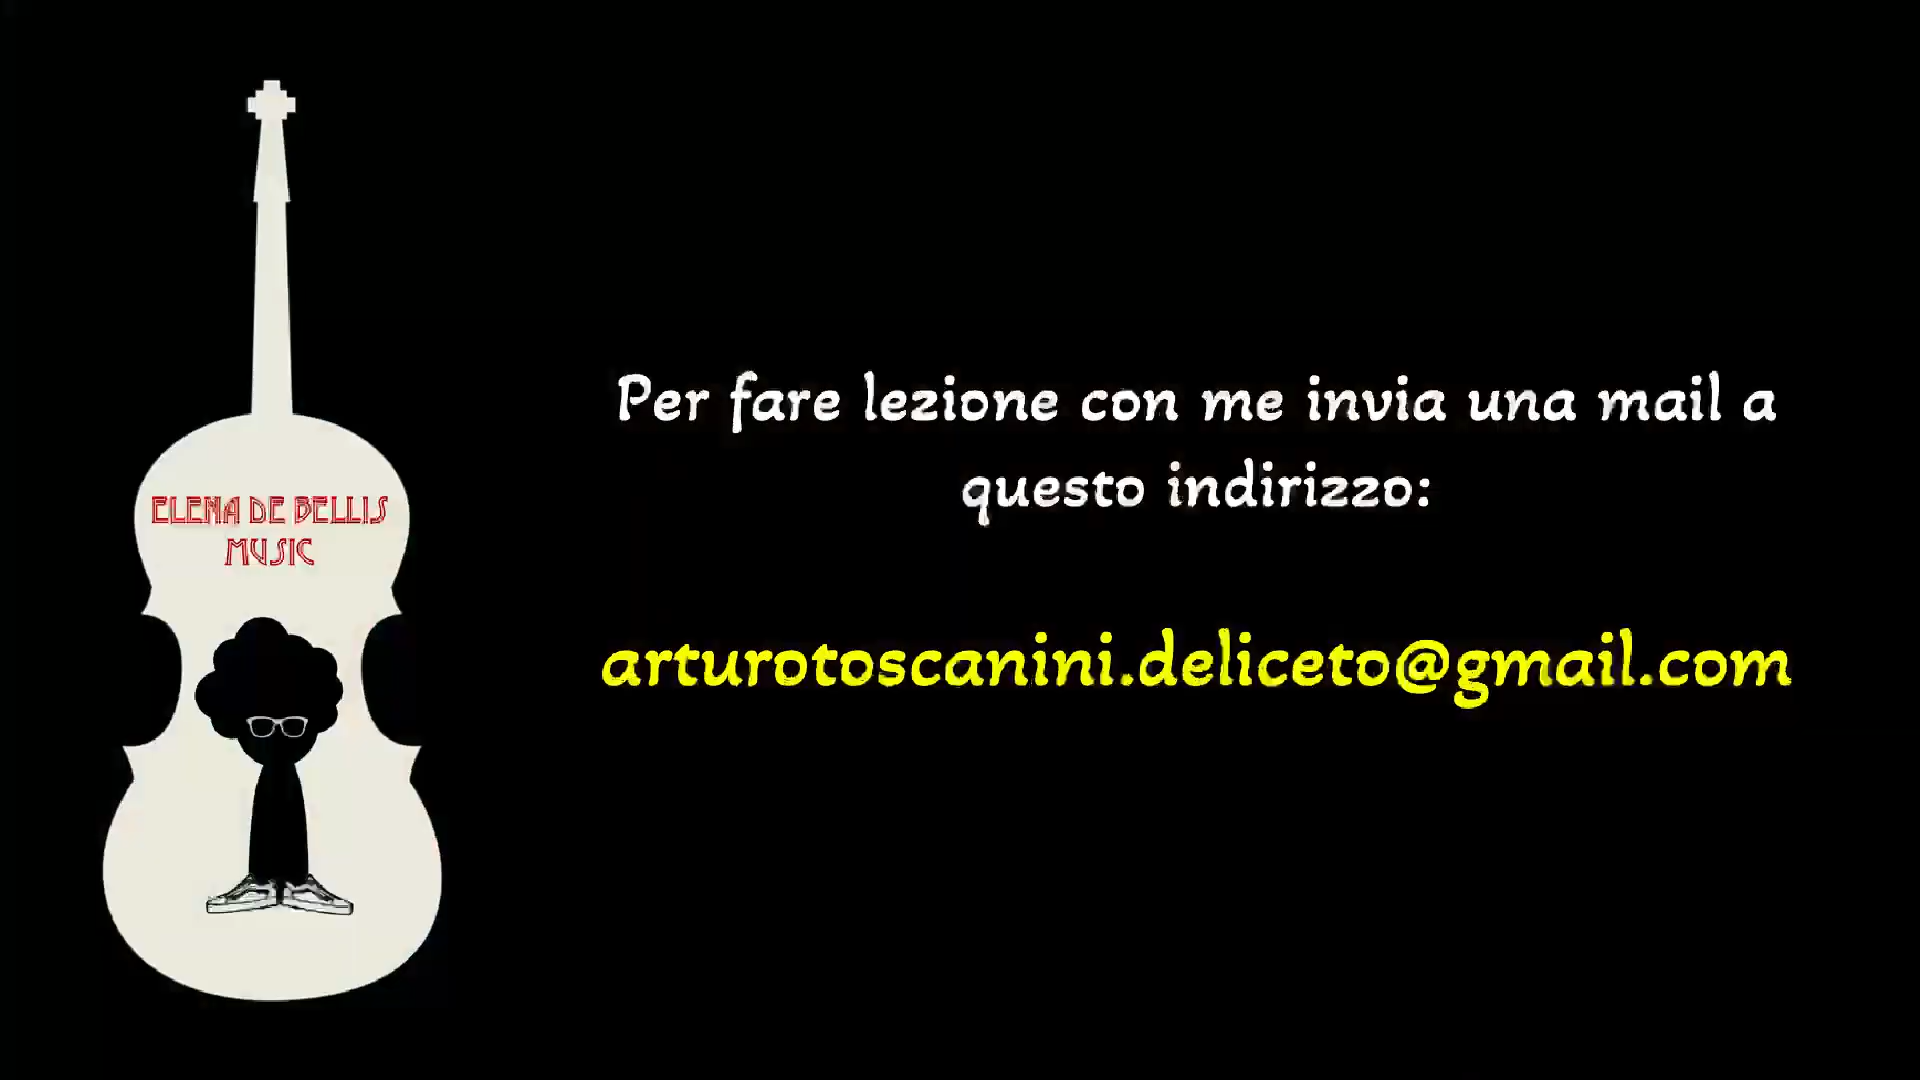 ELENA DE BELLIS
MUSIC
Per fare lezione con me invia una mail a
questo indirizzo:
arturotoscanini.deliceto@gmail.com